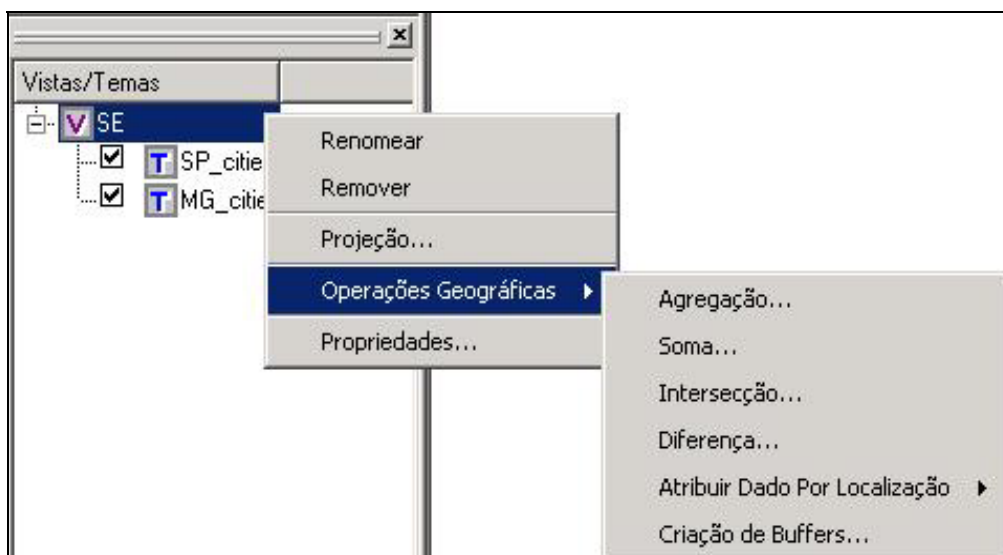 Vistas/Temas
V SE
T SP_citie
T MG_citie
Renomear
Remover
Projeção...
Operações Geográficas
Propriedades...
Agregação...
Soma...
Intersecção...
Diferença...
Atribuir Dado Por Localização
Criação de Buffers...